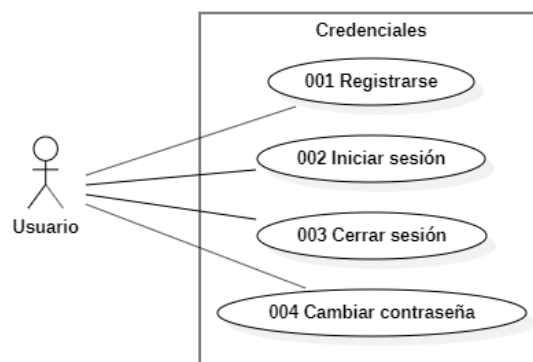 Credenciales
001 Registrarse
002 Iniciar sesión
Usuario
003 Cerrar sesión
004 Cambiar contraseña